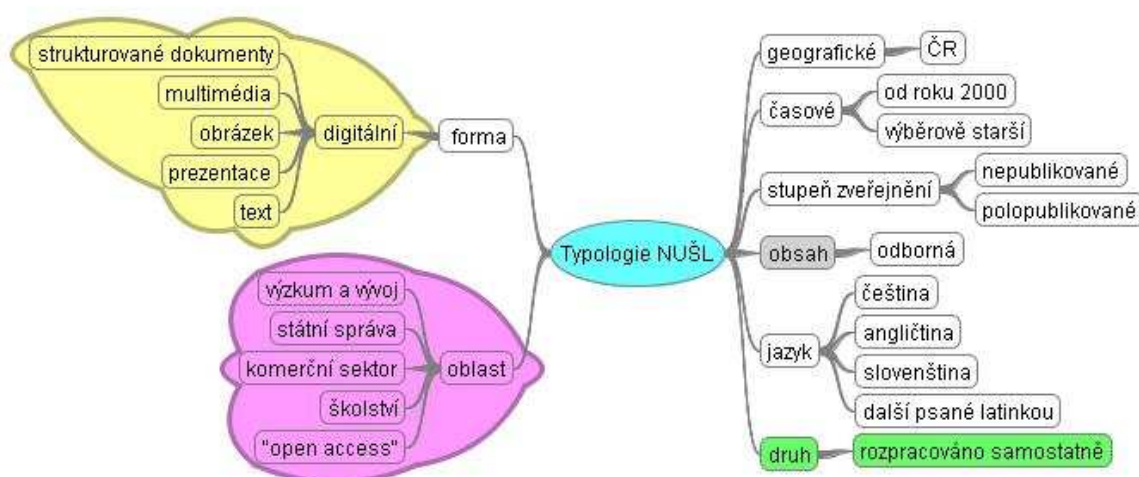 strukturované dokumenty
multimédia
obrázek
prezentace
text
digitální
forma
výzkum a vývoj
státní správa
komerční sektor
školství
"open access"
oblast
Typologie NUŠL
geografické
ČR
časové
od roku 2000
výběrově starší
stupeň zveřejnění
nepublikované
polopublikované
obsah
odborná
jazyk
čeština
angličtina
slovenština
další psané latinkou
druh
rozpracováno samostatně